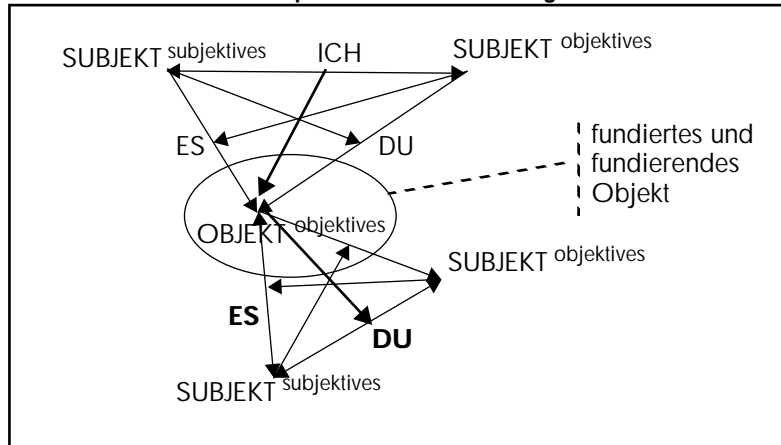 SUBJEKT subjektives
ICH
SUBJEKT objektives
ES
DU
fundiertes und
fundierendes
Objekt
OBJEKT objektives
SUBJEKT objektives
ES
DU
SUBJEKT subjektives